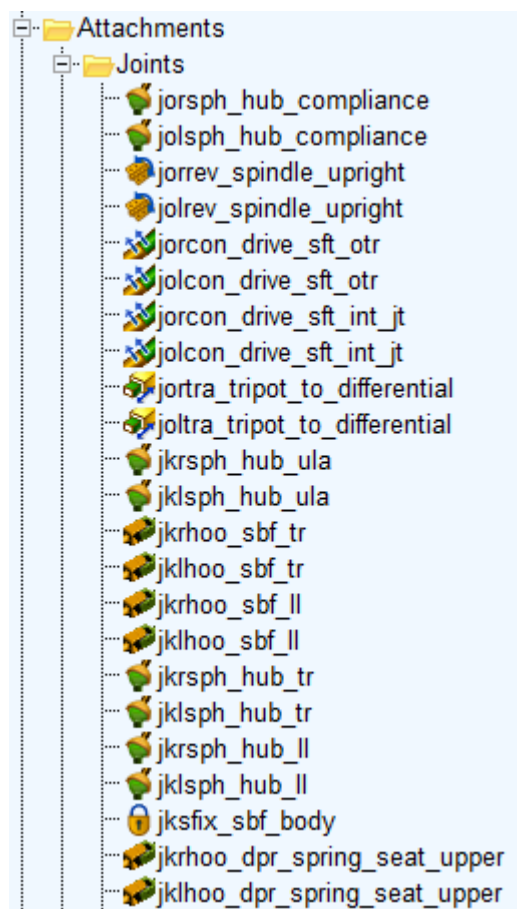 Attachments
Joints
jorsph_hub_compliance
jolsph_hub_compliance
jorrev_spindle_upright
jolrev_spindle_upright
jorcon_drive_sft_otr
jolcon_drive_sft_otr
jorcon_drive_sft_int_jt
jolcon_drive_sft_int_jt
jortra_tripot_to_differential
joltra_tripot_to_differential
jkrsph_hub_ula
jklsph_hub_ula
jkrhoo_sbf_tr
jklhoo_sbf_tr
jkrhoo_sbf_ll
jklhoo_sbf_ll
jkrsph_hub_tr
jklsph_hub_tr
jkrsph_hub_ll
jklsph_hub_ll
jksfix_sbf_body
jkrhoo_dpr_spring_seat_upper
jklhoo_dpr_spring_seat_upper